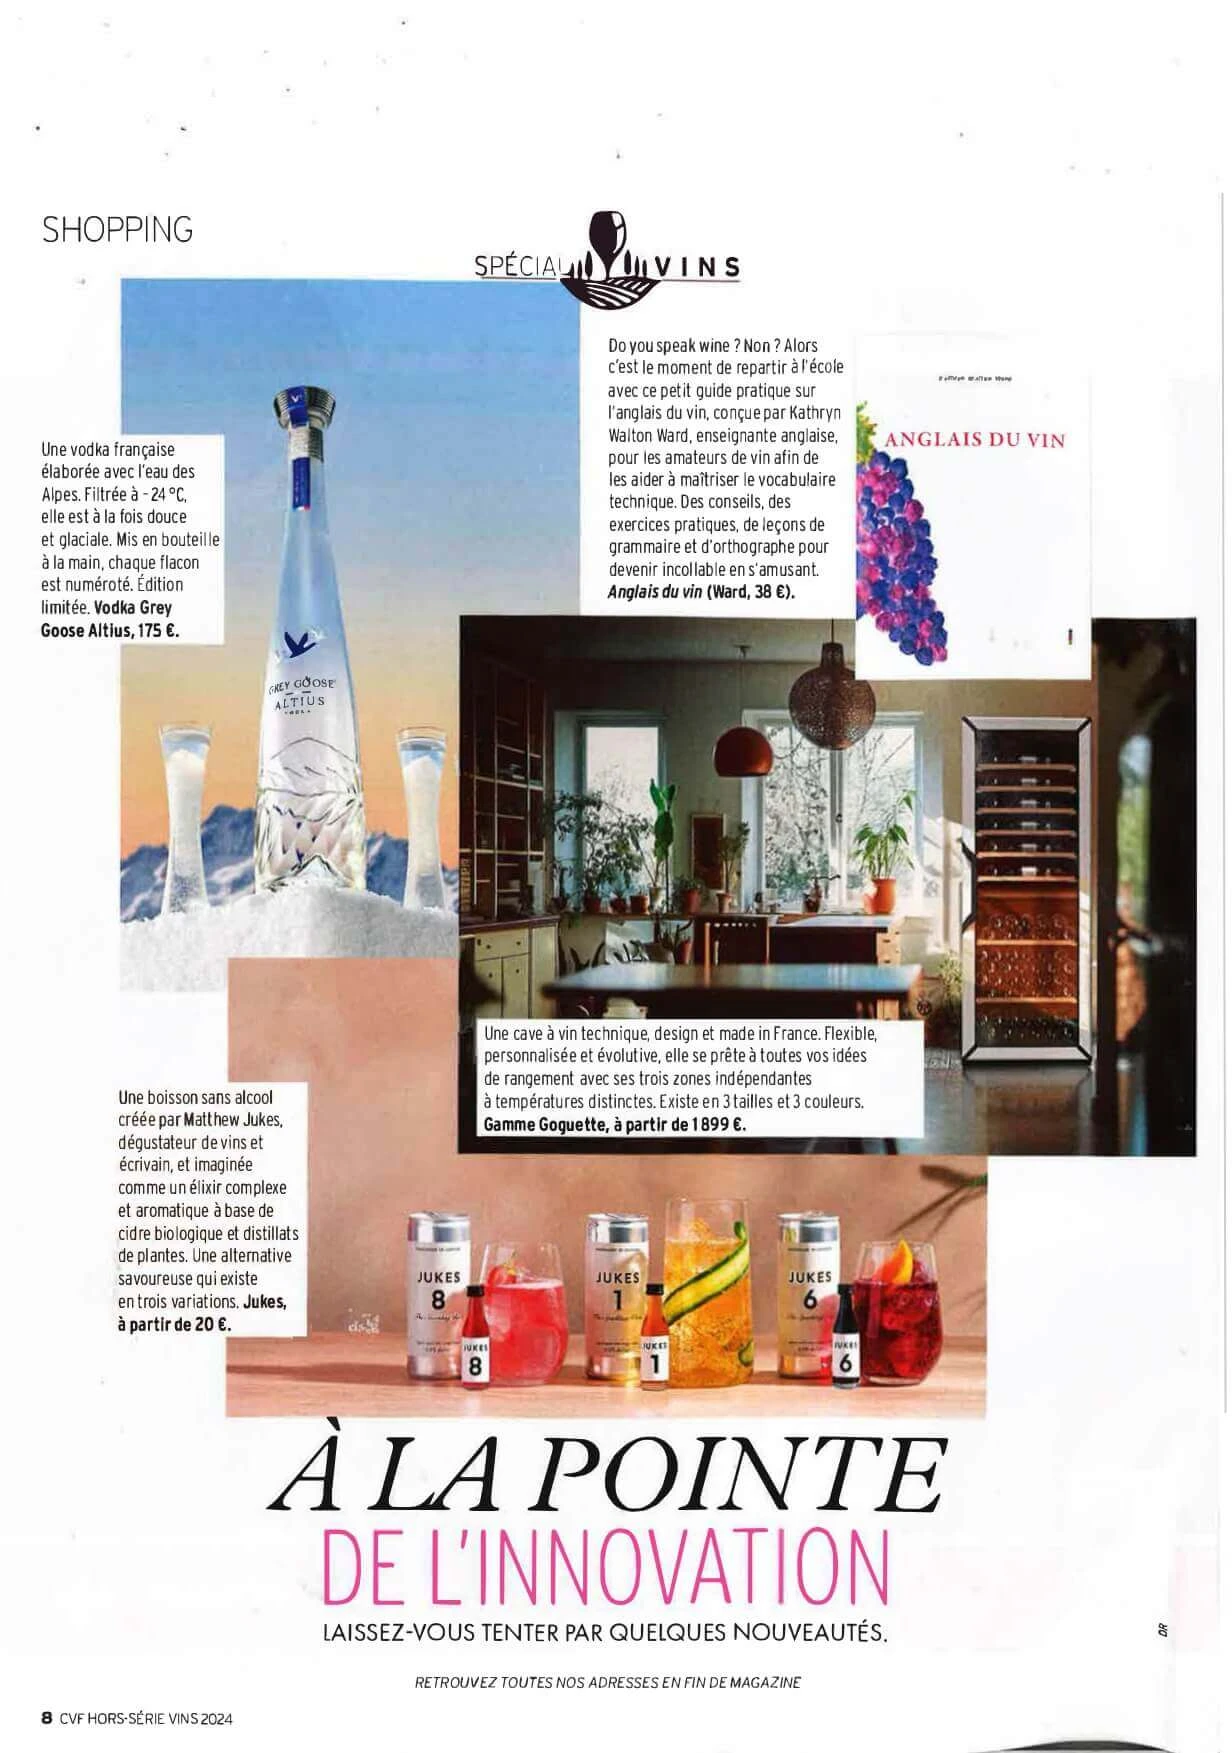 SHOPPING
SPÉCIAL VINS
Une vodka française
élaborée avec l'eau des
Alpes. Filtrée à - 24 °C,
elle est à la fois douce
et glaciale. Mis en bouteille
à la main, chaque flacon
est numéroté. Édition
limitée. Vodka Grey
Goose Altius, 175 €.
GREY GOOSE
ALTIUS
VODKA
Do you speak wine ? Non ? Alors
c'est le moment de repartir à l'école
avec ce petit guide pratique sur
l'anglais du vin, conçue par Kathryn
Walton Ward, enseignante anglaise,
pour les amateurs de vin afin de
les aider à maîtriser le vocabulaire
technique. Des conseils, des
exercices pratiques, de leçons de
grammaire et d'orthographe pour
devenir incollable en s'amusant.
Anglais du vin (Ward, 38 €).
Kathryn Walton Ward
ANGLAIS DU VIN
Une cave à vin technique, design et made in France. Flexible,
personnalisée et évolutive, elle se prête à toutes vos idées
de rangement avec ses trois zones indépendantes
à températures distinctes. Existe en 3 tailles et 3 couleurs.
Gamme Goguette, à partir de 1 899 €.
Une boisson sans alcool
créée par Matthew Jukes,
dégustateur de vins et
écrivain, et imaginée
comme un élixir complexe
et aromatique à base de
cidre biologique et distillats
de plantes. Une alternative
savoureuse qui existe
en trois variations. Jukes,
à partir de 20 €.
JUKES
8
JUKES
1
JUKES
6
JUKES
8
JUKES
1
JUKES
6
À LA POINTE
DE L'INNOVATION
LAISSEZ-VOUS TENTER PAR QUELQUES NOUVEAUTÉS.
RETROUVEZ TOUTES NOS ADRESSES EN FIN DE MAGAZINE
DR
8 CVF HORS-SÉRIE VINS 2024